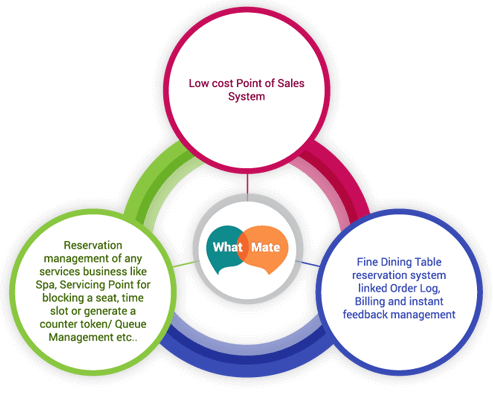 Low cost Point of Sales
System
What Mate
Reservation
management of any
services business like
Spa, Servicing Point for
blocking a seat, time
slot or generate a
counter token/ Queue
Management etc..
Fine Dining Table
reservation system
linked Order Log,
Billing and instant
feedback management